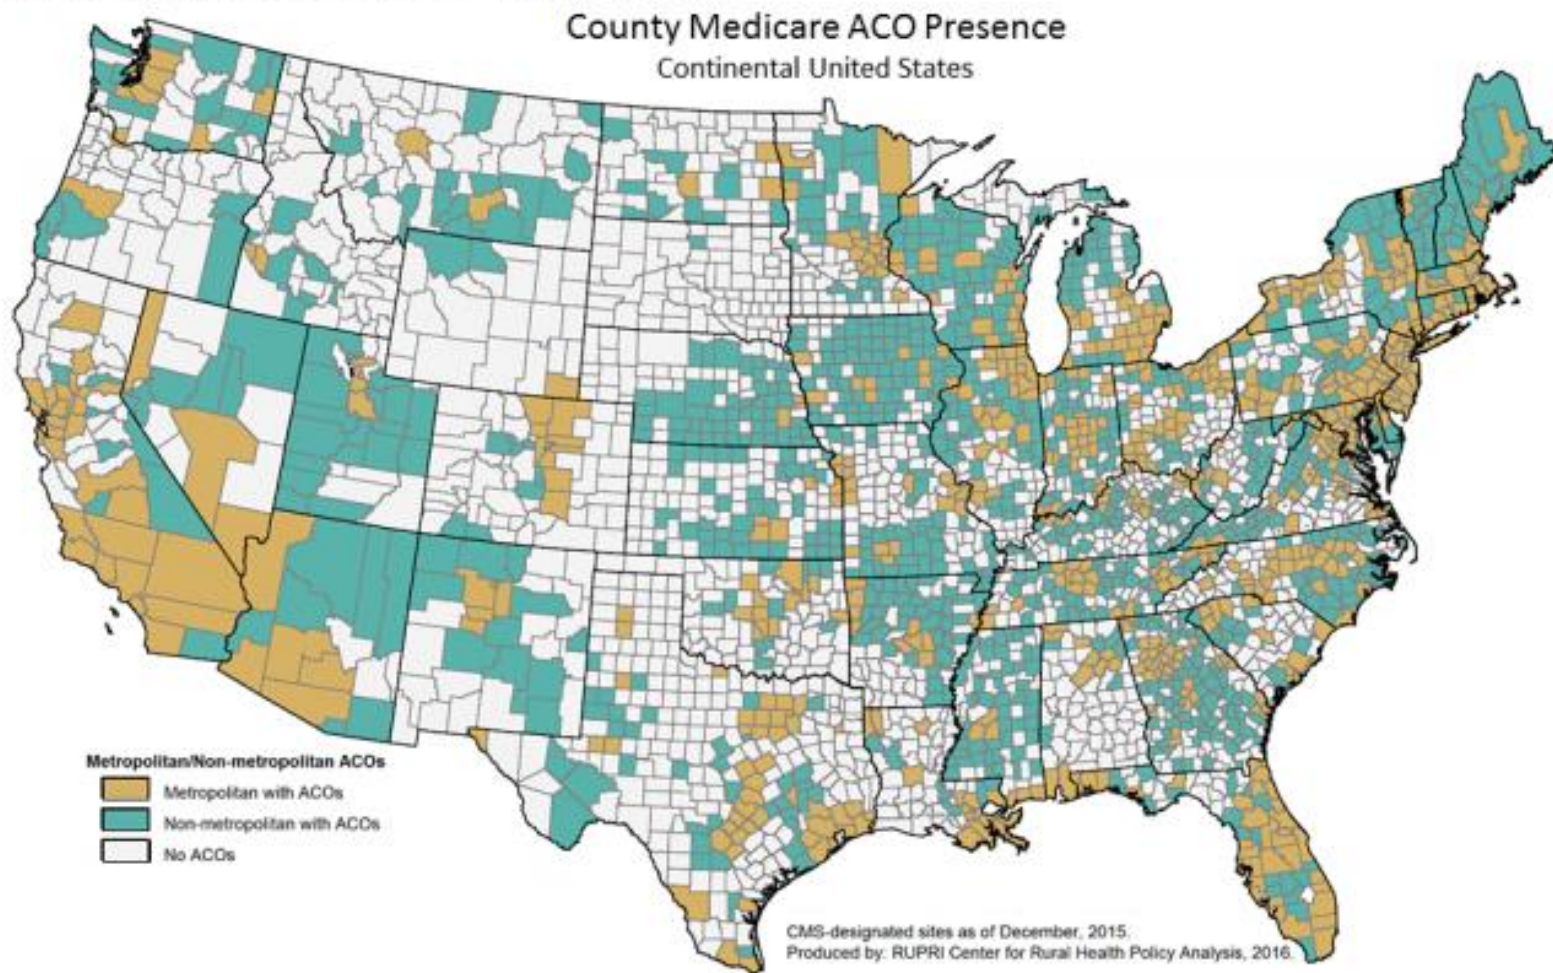 County Medicare ACO Presence
Continental United States
Metropolitan/Non-metropolitan ACOs
Metropolitan with ACOs
Non-metropolitan with ACOs
No ACOs
CMS-designated sites as of December, 2015.
Produced by: RUPRI Center for Rural Health Policy Analysis, 2016.